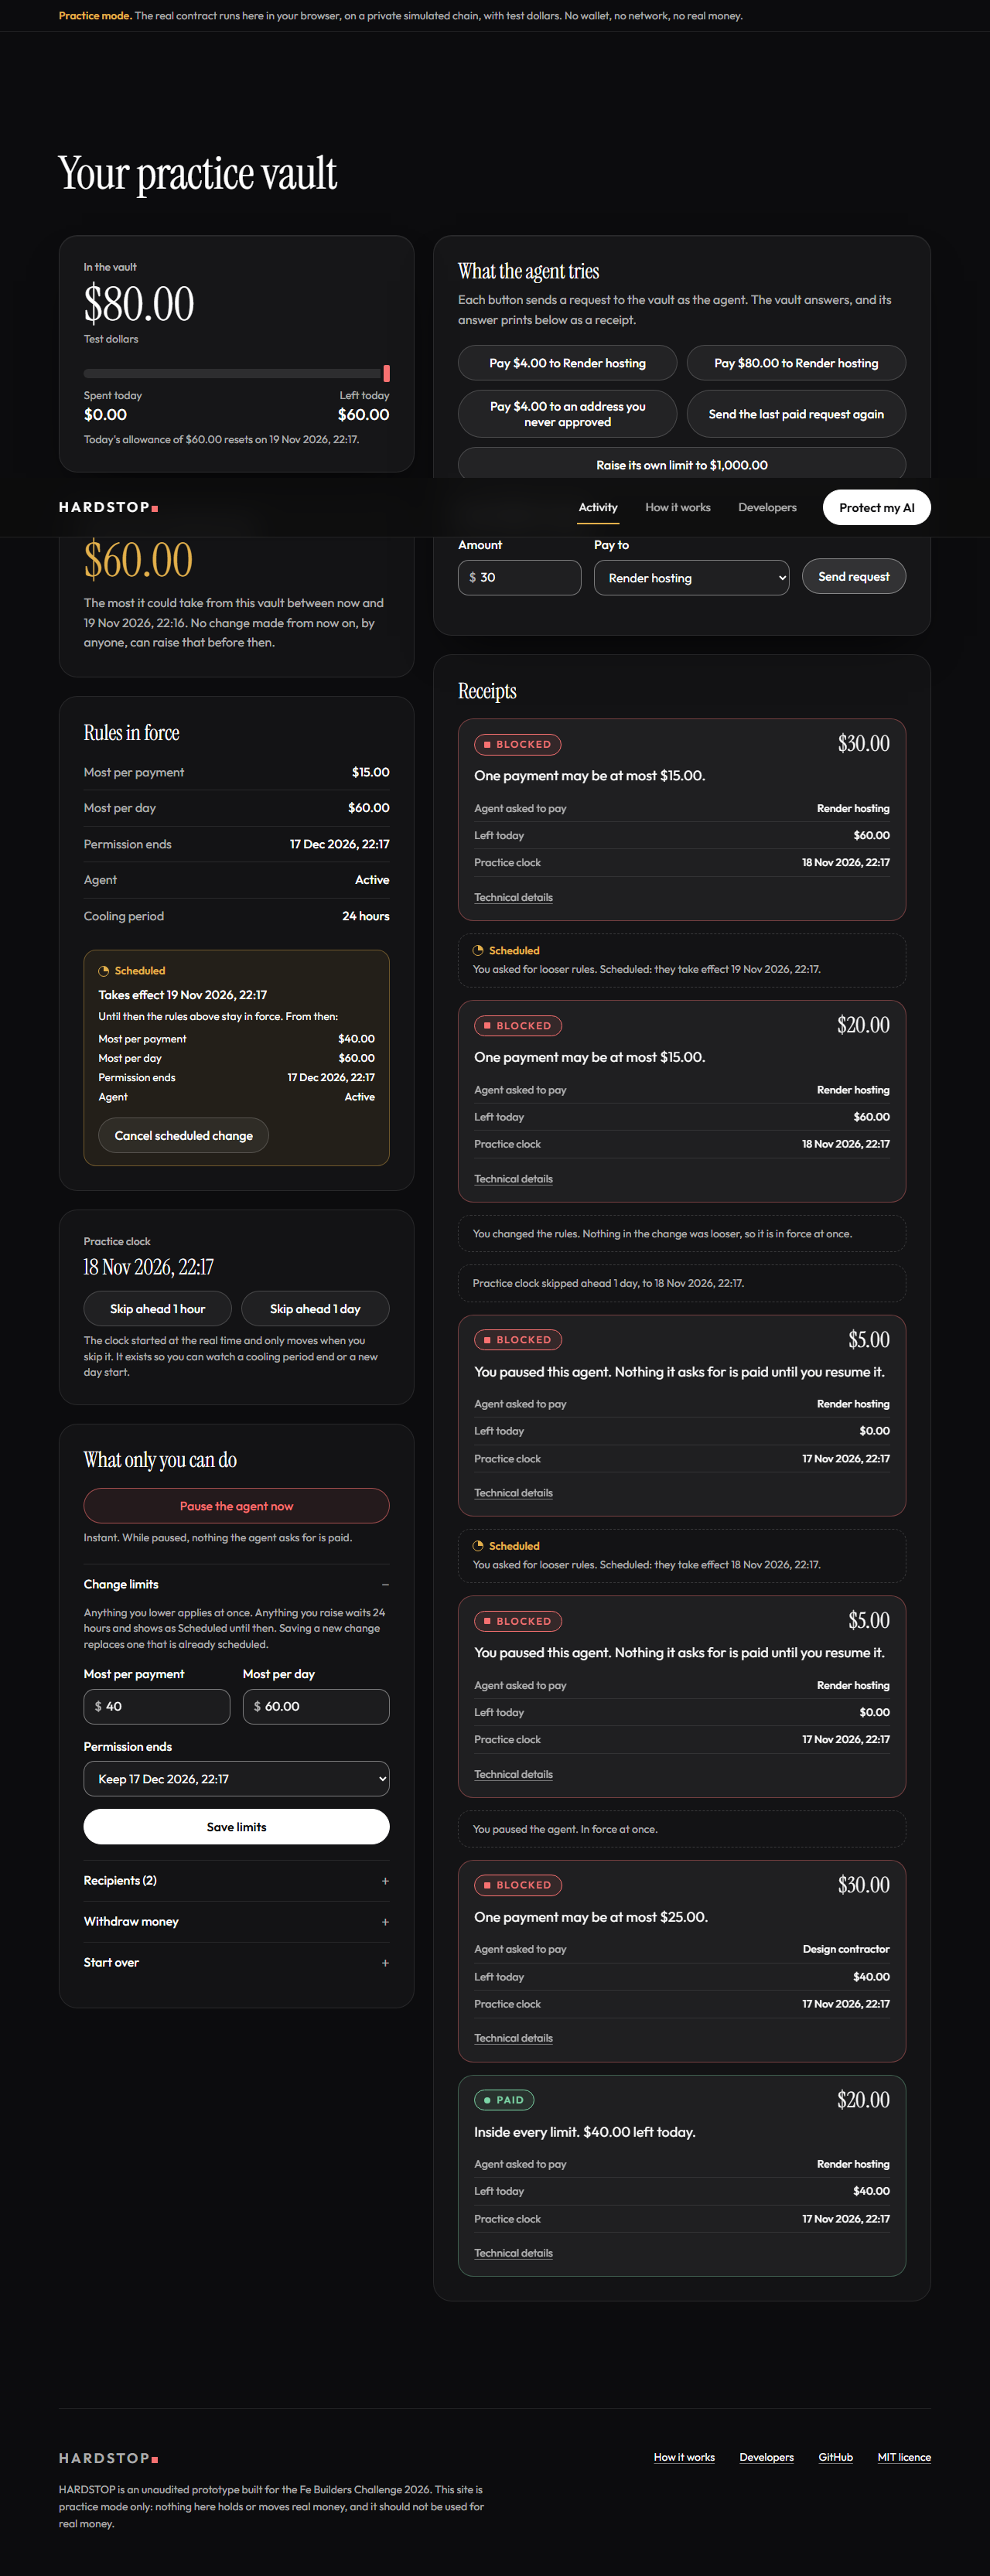 Practice mode. The real contract runs here in your browser, on a private simulated chain, with test dollars. No wallet, no network, no real money.
Your practice vault
In the vault
$80.00
Test dollars
Spent today
Left today
$0.00
$60.00
Today's allowance of $60.00 resets on 19 Nov 2026, 22:17.
What the agent tries
Each button sends a request to the vault as the agent. The vault answers, and its
answer prints below as a receipt.
Pay $4.00 to Render hosting
Pay $80.00 to Render hosting
Pay $4.00 to an address you
never approved
Send the last paid request again
Raise its own limit to $1,000.00
HARDSTOP
Activity
How it works
Developers
Protect my AI
$60.00
The most it could take from this vault between now and
19 Nov 2026, 22:16. No change made from now on, by
anyone, can raise that before then.
Amount
Pay to
$ 30
Render hosting
Send request
Rules in force
Most per payment
$15.00
Most per day
$60.00
Permission ends
17 Dec 2026, 22:17
Agent
Active
Cooling period
24 hours
Scheduled
Takes effect 19 Nov 2026, 22:17
Until then the rules above stay in force. From then:
Most per payment
$40.00
Most per day
$60.00
Permission ends
17 Dec 2026, 22:17
Agent
Active
Cancel scheduled change
Practice clock
18 Nov 2026, 22:17
Skip ahead 1 hour
Skip ahead 1 day
The clock started at the real time and only moves when you
skip it. It exists so you can watch a cooling period end or a new
day start.
What only you can do
Pause the agent now
Instant. While paused, nothing the agent asks for is paid.
Change limits
−
Anything you lower applies at once. Anything you raise waits 24
hours and shows as Scheduled until then. Saving a new change
replaces one that is already scheduled.
Most per payment
Most per day
$ 40
$ 60.00
Permission ends
Keep 17 Dec 2026, 22:17
Save limits
Recipients (2)
+
Withdraw money
+
Start over
+
Receipts
BLOCKED
$30.00
One payment may be at most $15.00.
Agent asked to pay
Render hosting
Left today
$60.00
Practice clock
18 Nov 2026, 22:17
Technical details
Scheduled
You asked for looser rules. Scheduled: they take effect 19 Nov 2026, 22:17.
BLOCKED
$20.00
One payment may be at most $15.00.
Agent asked to pay
Render hosting
Left today
$60.00
Practice clock
18 Nov 2026, 22:17
Technical details
You changed the rules. Nothing in the change was looser, so it is in force at once.
Practice clock skipped ahead 1 day, to 18 Nov 2026, 22:17.
BLOCKED
$5.00
You paused this agent. Nothing it asks for is paid until you resume it.
Agent asked to pay
Render hosting
Left today
$0.00
Practice clock
17 Nov 2026, 22:17
Technical details
Scheduled
You asked for looser rules. Scheduled: they take effect 18 Nov 2026, 22:17.
BLOCKED
$5.00
You paused this agent. Nothing it asks for is paid until you resume it.
Agent asked to pay
Render hosting
Left today
$0.00
Practice clock
17 Nov 2026, 22:17
Technical details
You paused the agent. In force at once.
BLOCKED
$30.00
One payment may be at most $25.00.
Agent asked to pay
Design contractor
Left today
$40.00
Practice clock
17 Nov 2026, 22:17
Technical details
PAID
$20.00
Inside every limit. $40.00 left today.
Agent asked to pay
Render hosting
Left today
$40.00
Practice clock
17 Nov 2026, 22:17
Technical details
HARDSTOP
How it works
Developers
GitHub
MIT licence
HARDSTOP is an unaudited prototype built for the Fe Builders Challenge 2026. This site is
practice mode only: nothing here holds or moves real money, and it should not be used for
real money.